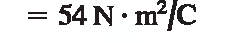 = 54 N · m²/C